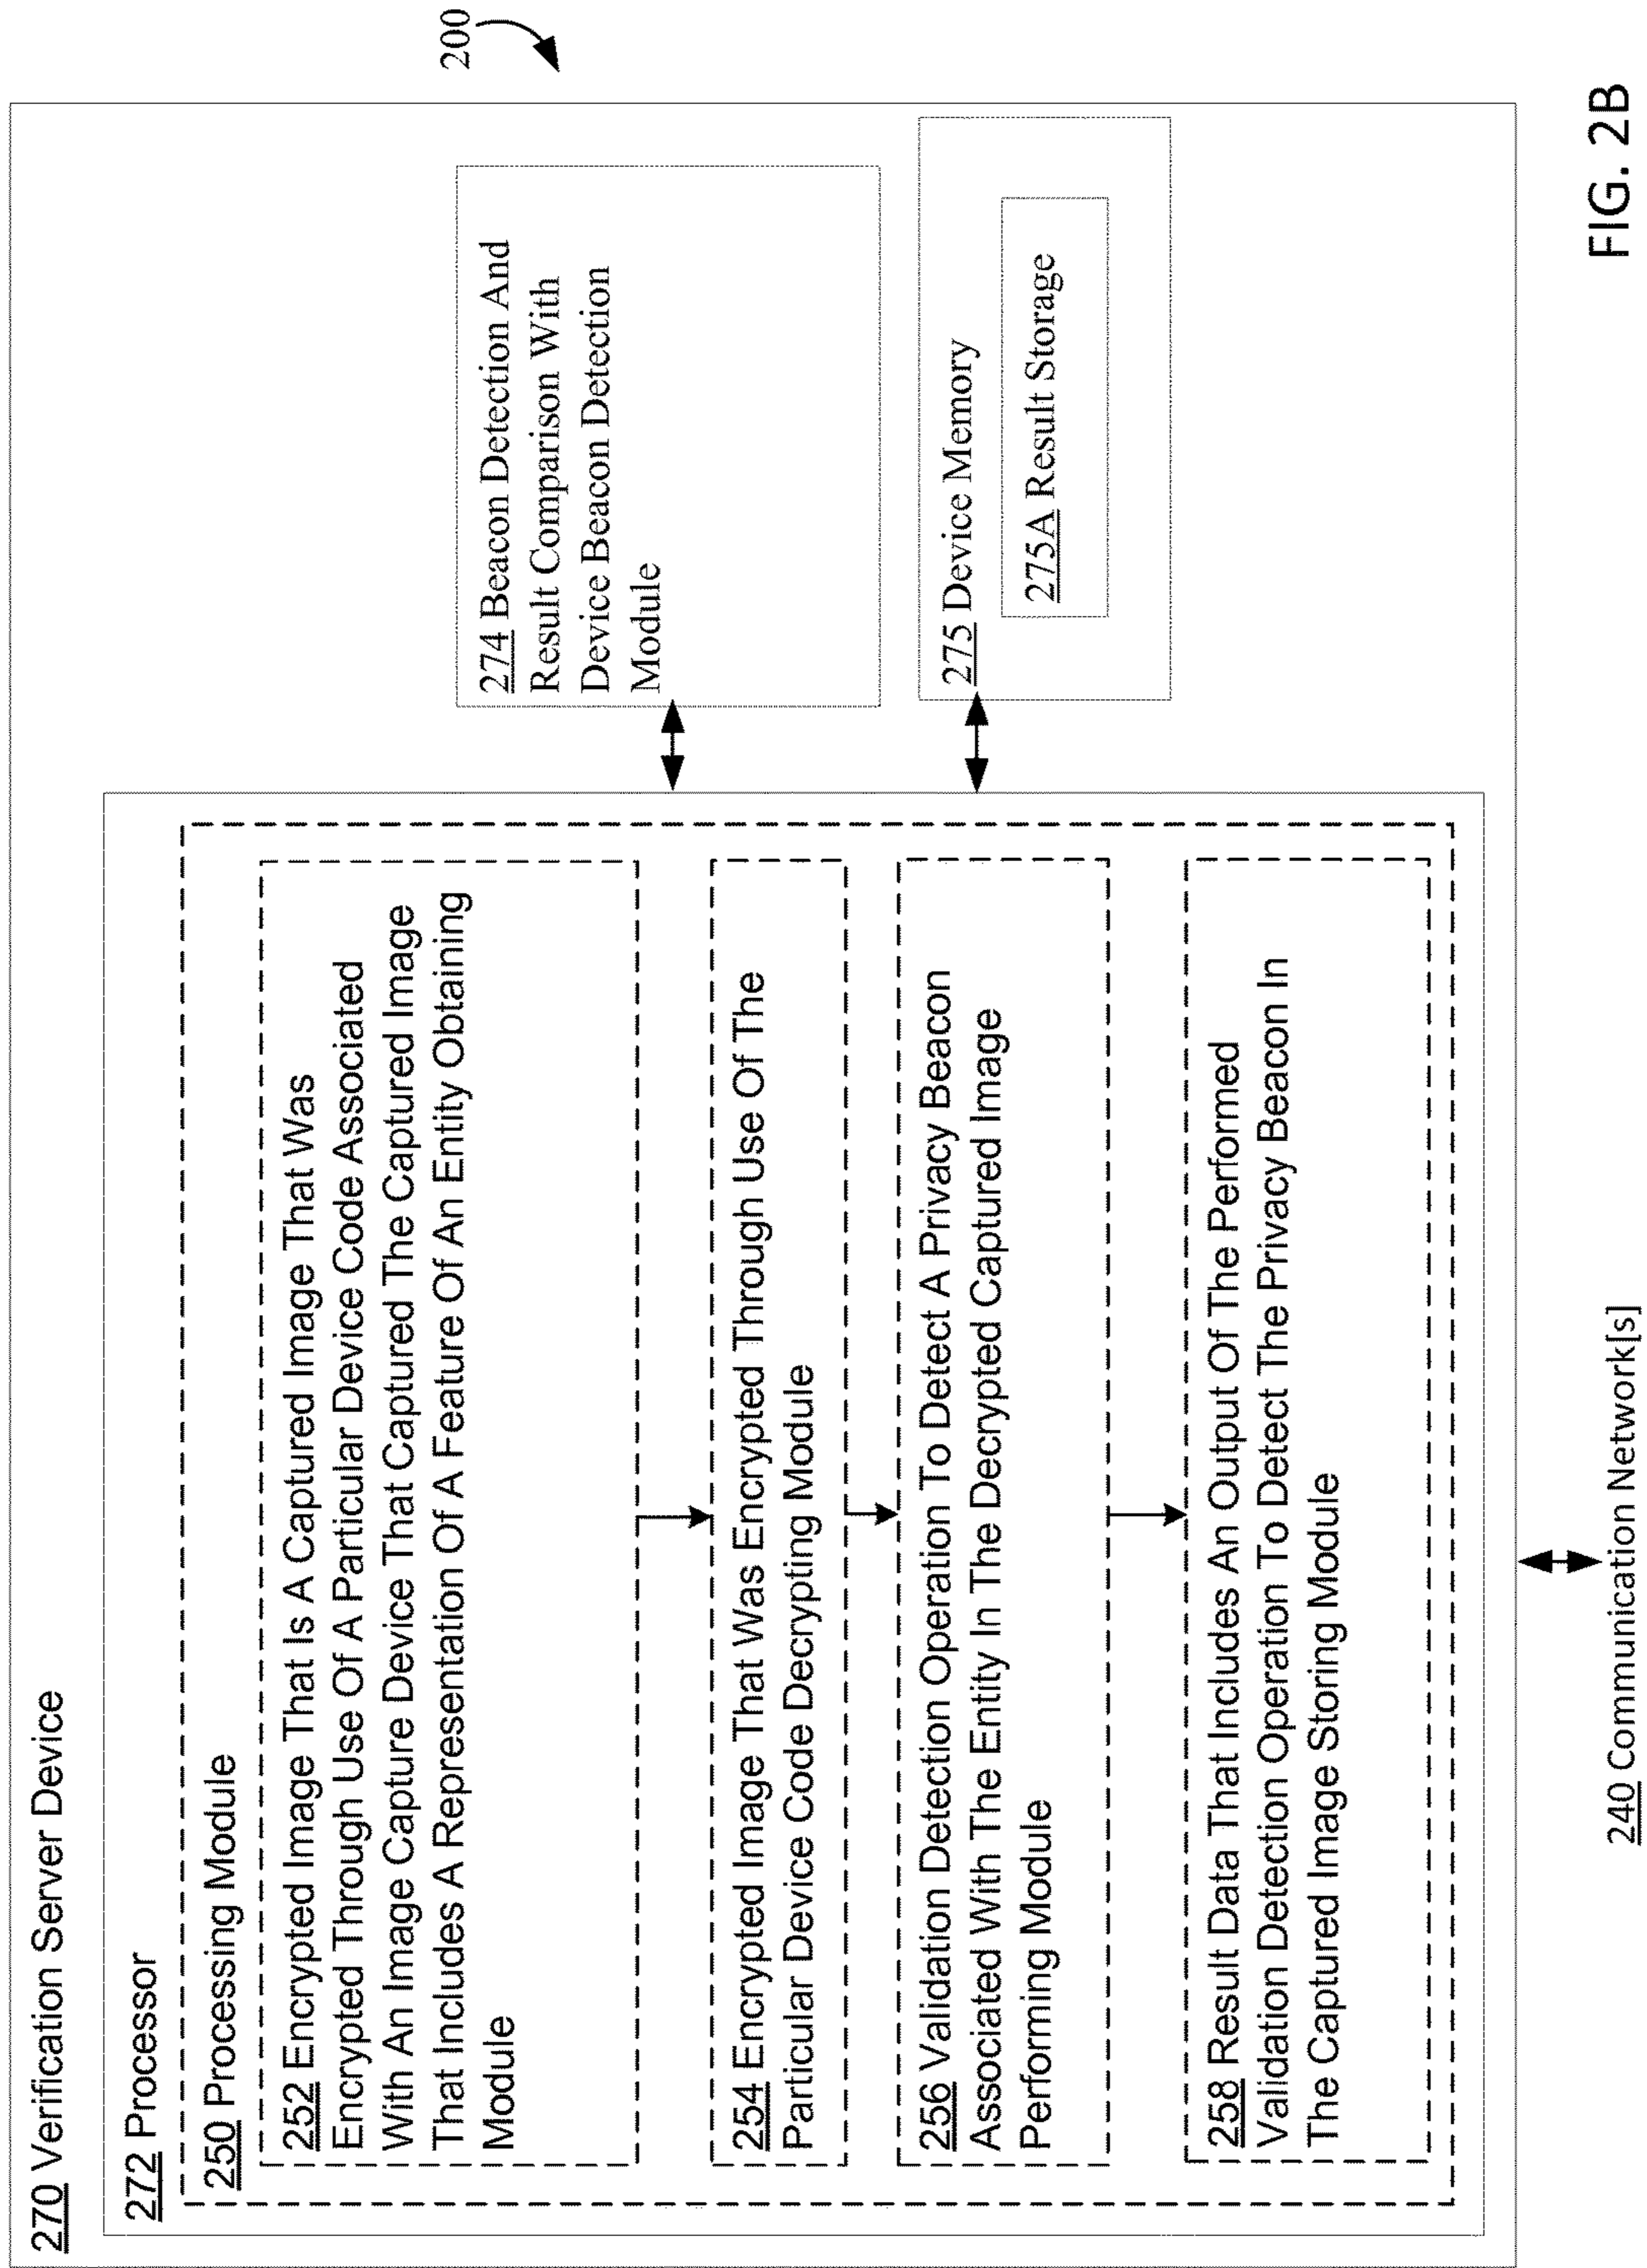 270 Verification Server Device
272 Processor
250 Processing Module
252 Encrypted Image That Is A Captured Image That Was
Encrypted Through Use Of A Particular Device Code Associated
With An Image Capture Device That Captured The Captured Image
That Includes A Representation Of A Feature Of An Entity Obtaining
Module
254 Encrypted Image That Was Encrypted Through Use Of The
Particular Device Code Decrypting Module
256 Validation Detection Operation To Detect A Privacy Beacon
Associated With The Entity In The Decrypted Captured Image
Performing Module
258 Result Data That Includes An Output Of The Performed
Validation Detection Operation To Detect The Privacy Beacon In
The Captured Image Storing Module
274 Beacon Detection And
Result Comparison With
Device Beacon Detection
Module
275 Device Memory
275A Result Storage
200
240 Communication Network[s]
FIG. 2B